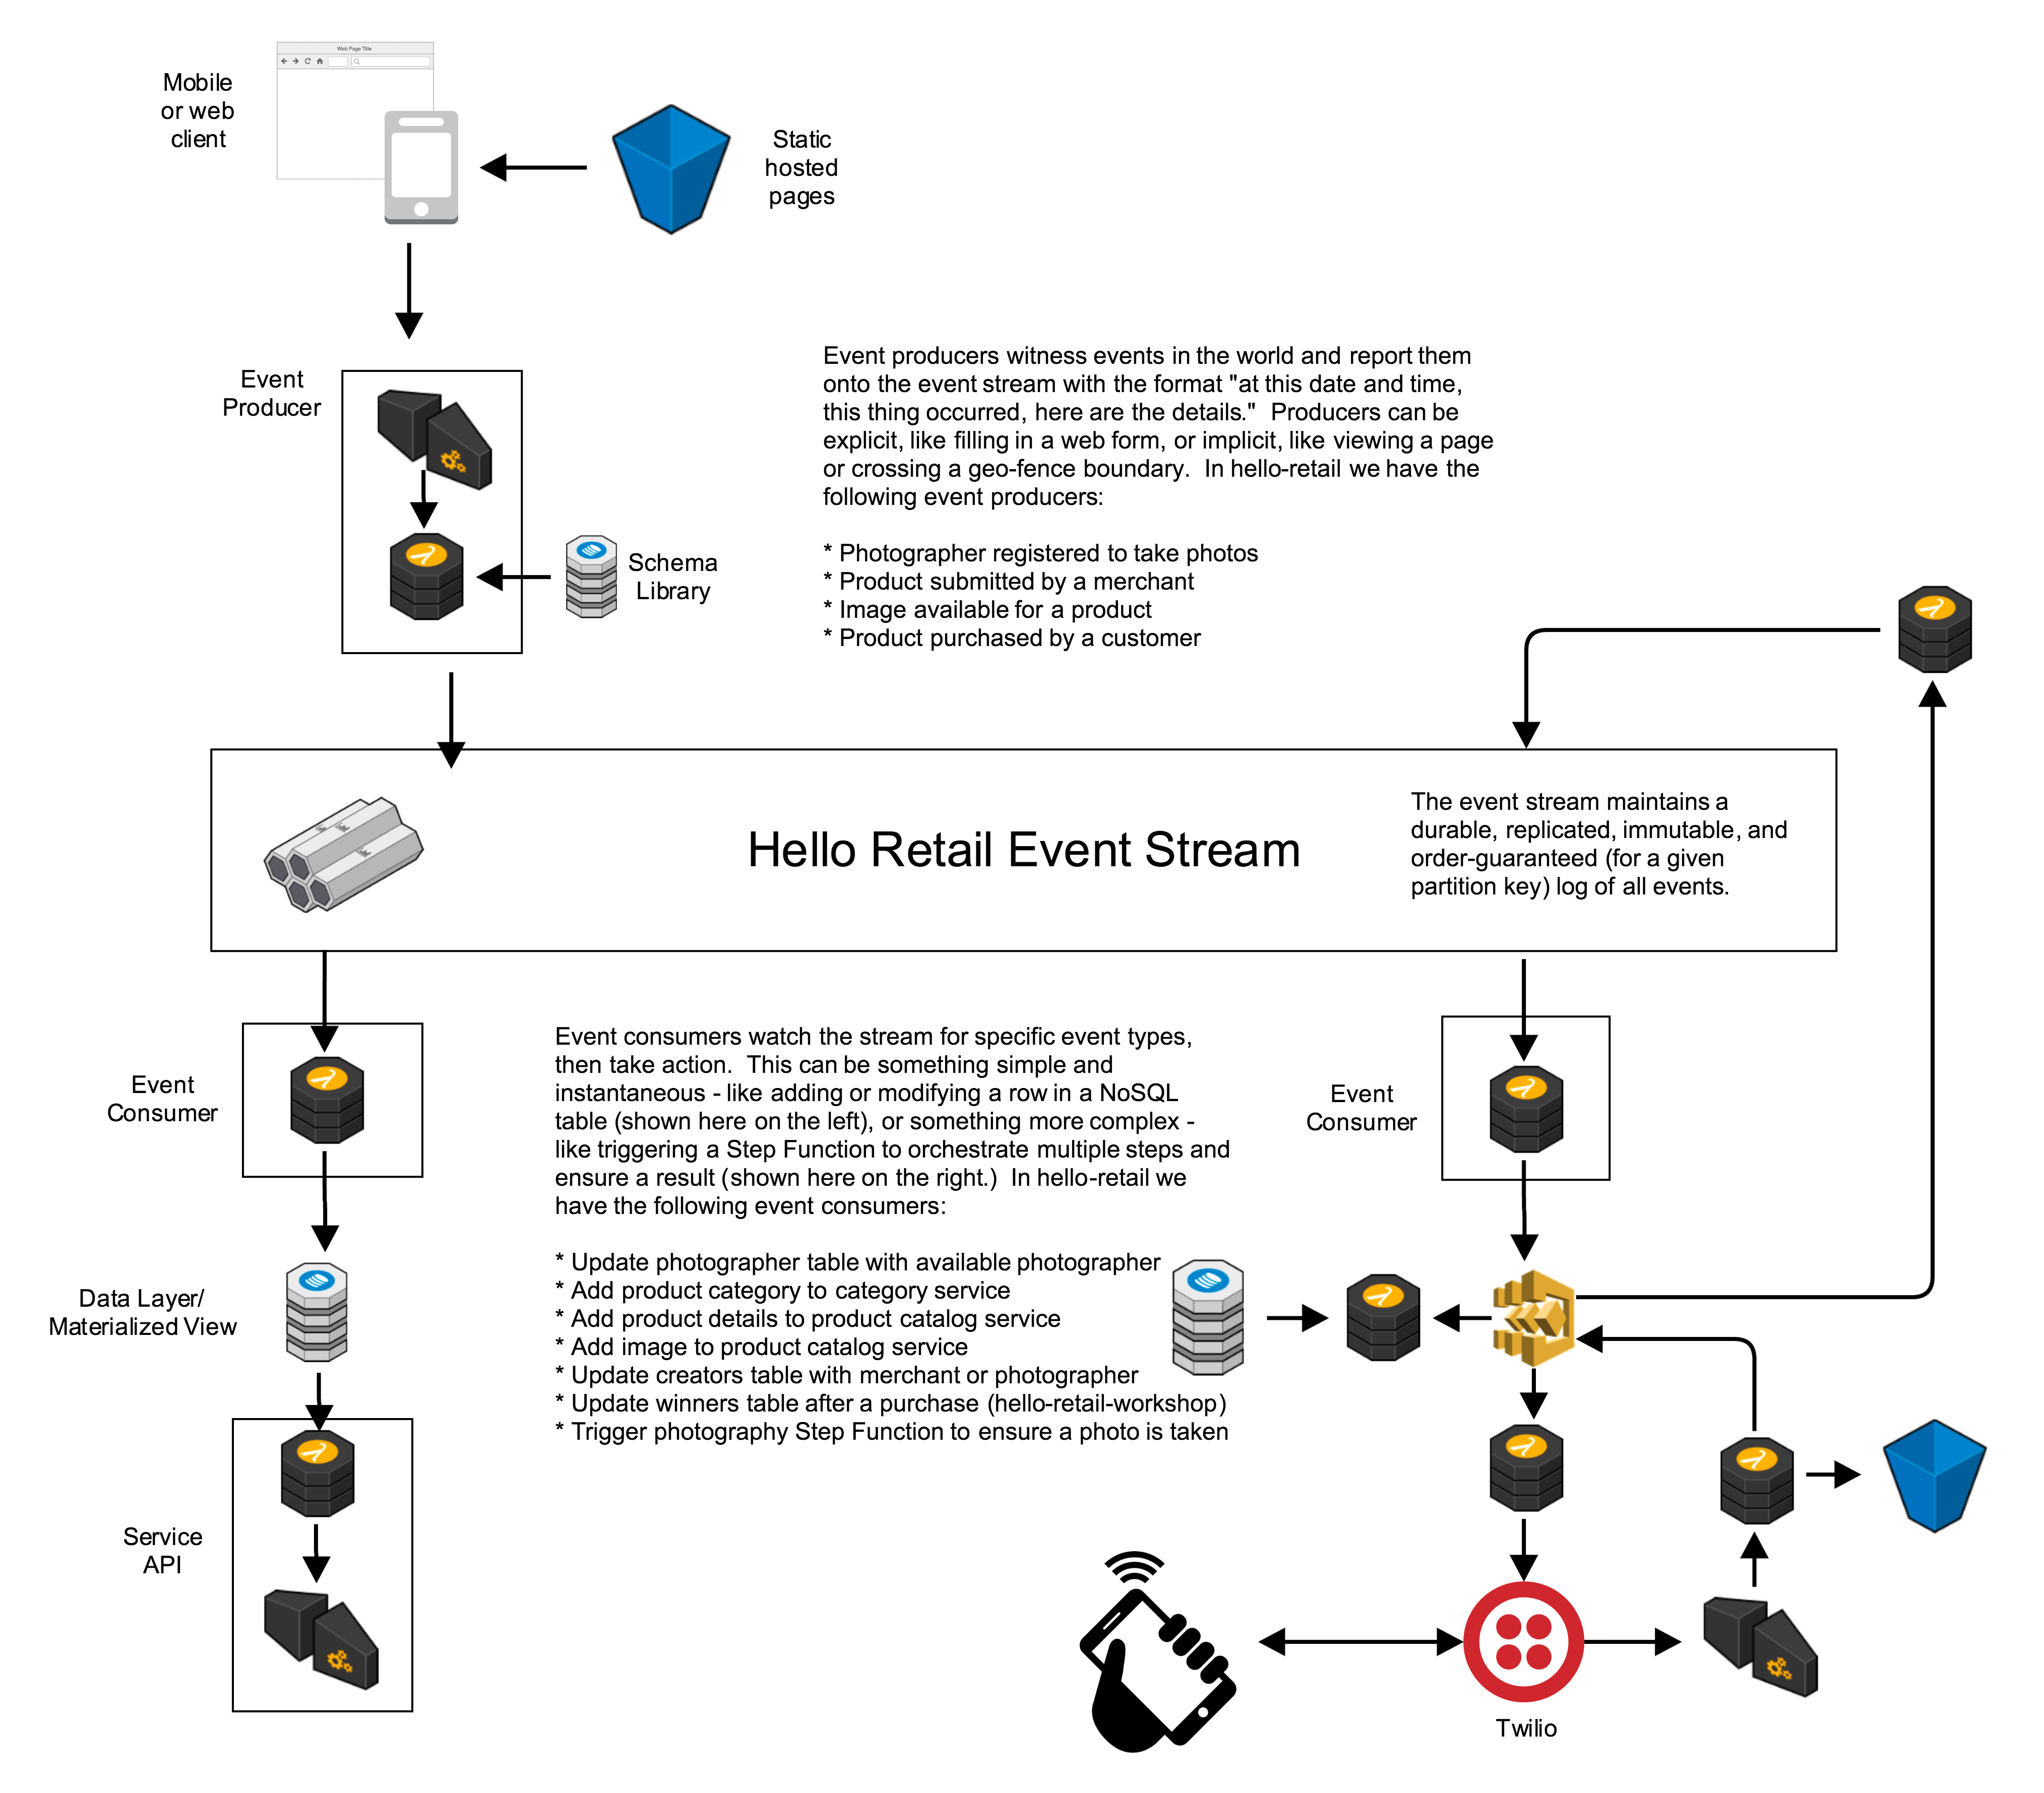 Web Page Title
Mobile
or web
client
Static
hosted
pages
Event
Producer
Schema
Library
Event producers witness events in the world and report them
onto the event stream with the format "at this date and time,
this thing occurred, here are the details."  Producers can be
explicit, like filling in a web form, or implicit, like viewing a page
or crossing a geo-fence boundary.  In hello-retail we have the
following event producers:
* Photographer registered to take photos
* Product submitted by a merchant
* Image available for a product
* Product purchased by a customer
Hello Retail Event Stream
The event stream maintains a
durable, replicated, immutable, and
order-guaranteed (for a given
partition key) log of all events.
Event
Consumer
Event consumers watch the stream for specific event types,
then take action.  This can be something simple and
instantaneous - like adding or modifying a row in a NoSQL
table (shown here on the left), or something more complex -
like triggering a Step Function to orchestrate multiple steps and
ensure a result (shown here on the right.)  In hello-retail we
have the following event consumers:
* Update photographer table with available photographer
* Add product category to category service
* Add product details to product catalog service
* Add image to product catalog service
* Update creators table with merchant or photographer
* Update winners table after a purchase (hello-retail-workshop)
* Trigger photography Step Function to ensure a photo is taken
Event
Consumer
Data Layer/
Materialized View
Service
API
Twilio